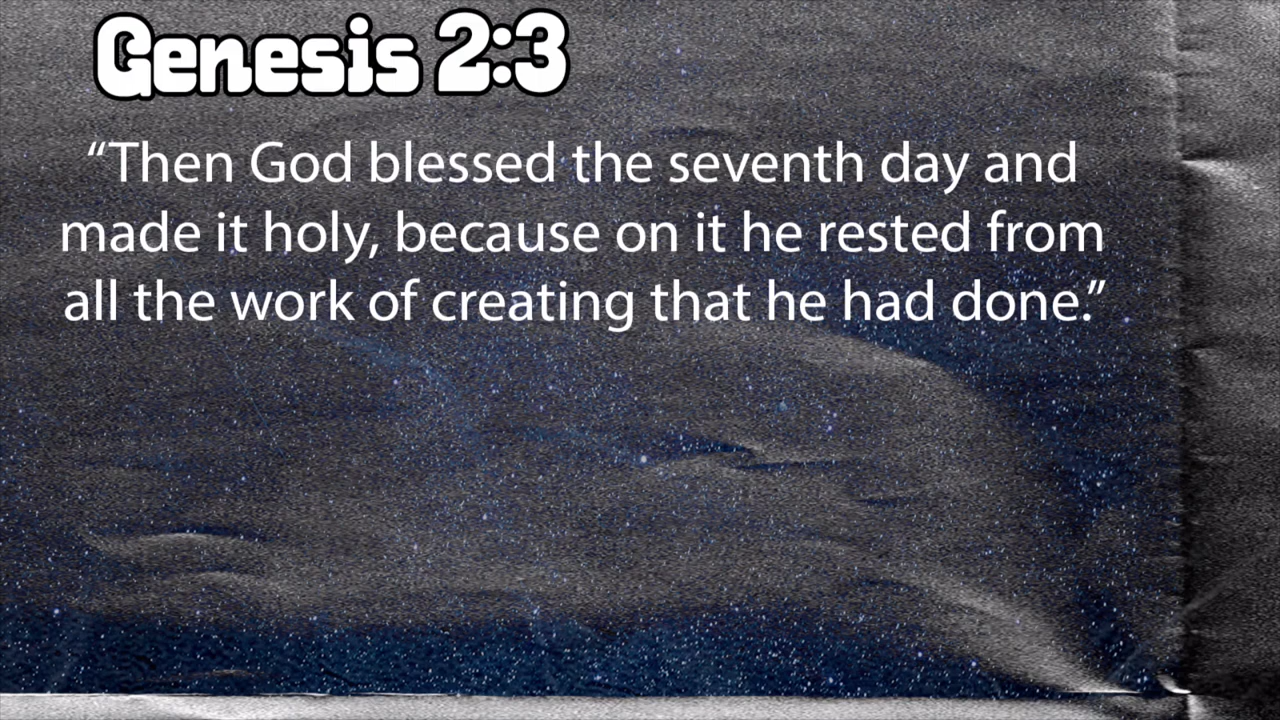 Genesis 2:3
“Then God blessed the seventh day and
made it holy, because on it he rested from
all the work of creating that he had done.”